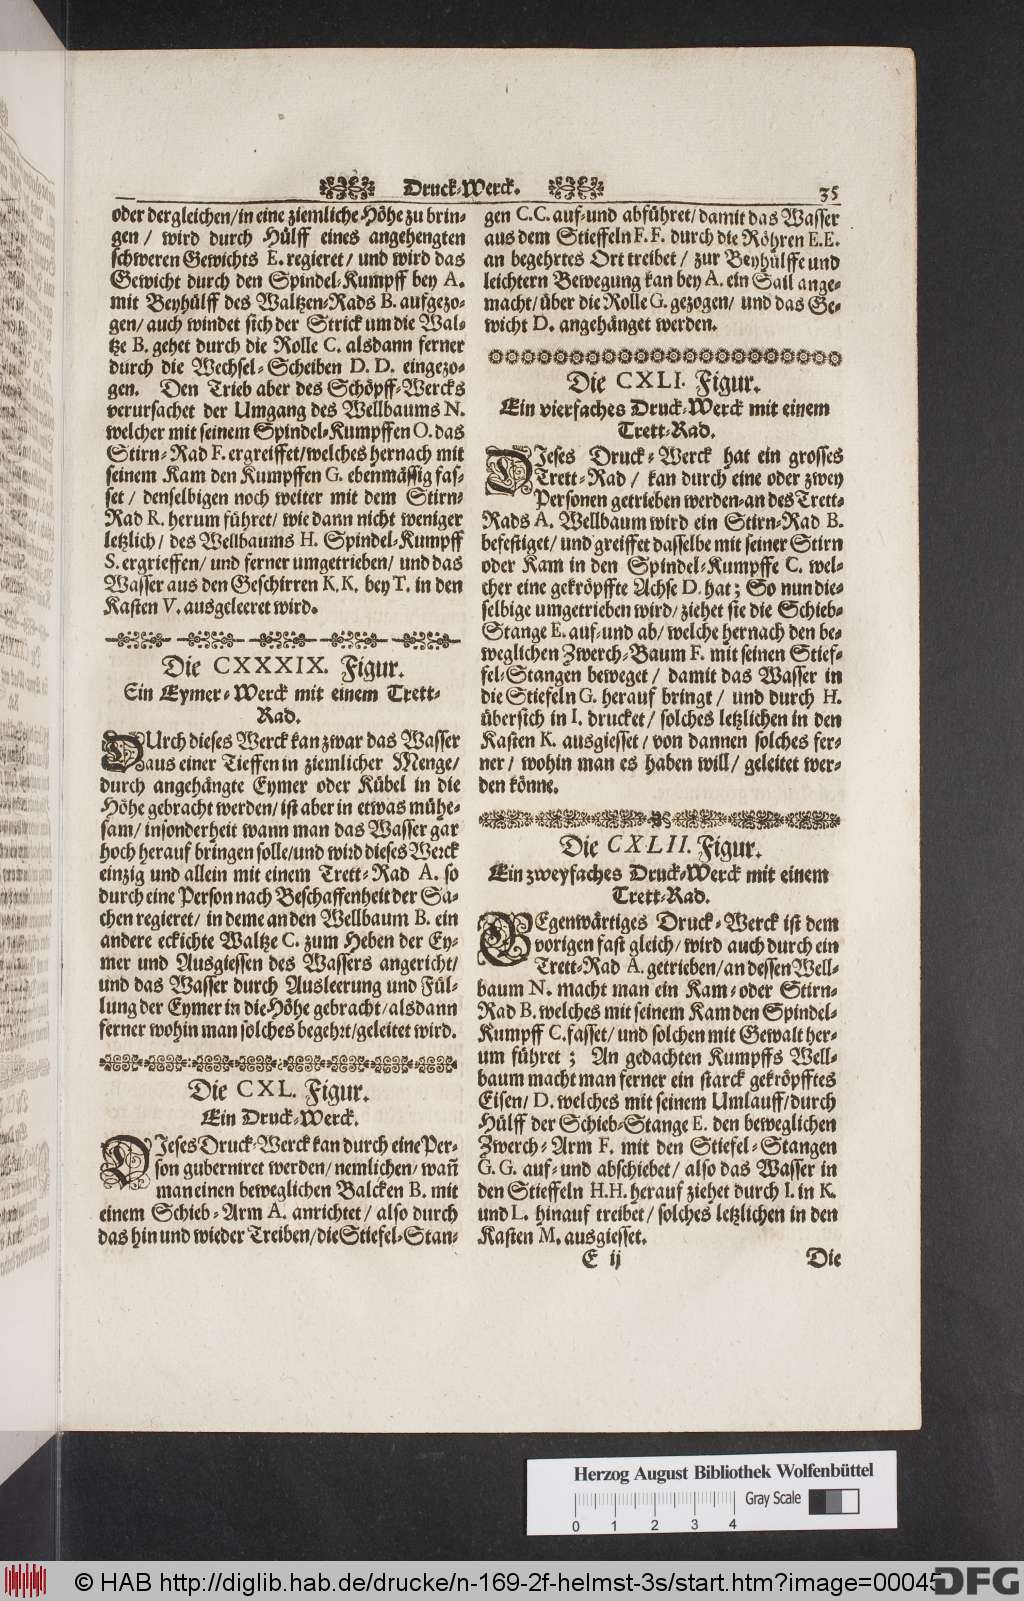 Druck-Werck.
35
oder dergleichen/in eine ziemliche Höhe zu brin-
gen / wird durch Hülff eines angehengten
schweren Gewichts E. regieret/ und wird das
Gewicht durch den Spindel-Kumpff bey A.
mit Beyhülff des Waltzen-Rads B. aufgezo-
gen/ auch windet sich der Strick um die Wal-
tze B. gehet durch die Rolle C. alsdann ferner
durch die Wechsel-Scheiben D. D. eingezo-
gen. Den Trieb aber des Schöpff-Wercks
verursachet der Umgang des Wellbaums N.
welcher mit seinem Spindel-Kumpffen O. das
Stirn-Rad F. ergreiffet/welches hernach mit
seinem Kam den Kumpffen G. ebenmässig fas-
set / denselbigen noch weiter mit dem Stirn-
Rad R. herum führet/ wie dann nicht weniger
letzlich/ des Wellbaums H. Spindel-Kumpff
S. ergrieffen/ und ferner umgetrieben/ und das
Wasser aus den Geschirren K. K. bey T. in den
Kasten V. ausgeleeret wird.
Die CXXXIX. Figur.
Ein Eymer-Werck mit einem Trett-
Rad.
DUrch dieses Werck kan zwar das Wasser
aus einer Tieffen in ziemlicher Menge/
durch angehängte Eymer oder Kübel in die
Höhe gebracht werden/ ist aber in etwas mühe-
sam/ insonderheit wann man das Wasser gar
hoch herauf bringen solle/und wird dieses Werck
einzig und allein mit einem Trett-Rad A. so
durch eine Person nach Beschaffenheit der Sa-
chen regieret/ in deme an den Wellbaum B. ein
andere eckichte Waltze C. zum Heben der Ey-
mer und Ausgiessen des Wassers angericht/
und das Wasser durch Ausleerung und Fül-
lung der Eymer in die Höhe gebracht/alsdann
ferner wohin man solches begehrt/geleitet wird.
Die CXL. Figur.
Ein Druck-Werck.
DIeses Druck-Werck kan durch eine Per-
son guberniret werden/ nemlichen/ wañ
man einen beweglichen Balcken B. mit
einem Schieb-Arm A. anrichtet/ also durch
das hin und wieder Treiben/die Stiefel-Stan-
gen C.C. auf-und abführet/damit das Wasser
aus dem Stieffeln F. F. durch die Röhren E.E.
an begehrtes Ort treibet / zur Beyhülffe und
leichtern Bewegung kan bey A. ein Sail ange-
macht/über die Rolle G. gezogen/ und das Ge-
wicht D. angehänget werden.
Die CXLI. Figur.
Ein vierfaches Druck-Werck mit einem
Trett-Rad.
DIeses Druck-Werck hat ein grosses
Trett-Rad / kan durch eine oder zwey
Personen getrieben werden-an des Trett-
Rads A. Wellbaum wird ein Stirn-Rad B.
befestiget/ und greiffet dasselbe mit seiner Stirn
oder Kam in den Spindel-Kumpffe C. wel-
cher eine gekröpffte Achse D. hat; So nun die-
selbige umgetrieben wird/ ziehet sie die Schieb-
Stange E. auf-und ab/ welche hernach den be-
weglichen Zwerch-Baum F. mit seinen Stief-
fel-Stangen beweget/ damit das Wasser in
die Stiefeln G. herauf bringt / und durch H.
übersich in I. drucket/ solches letzlichen in den
Kasten K. ausgiesset/ von dannen solches fer-
ner / wohin man es haben will/ geleitet wer-
den könne.
Die CXLII. Figur.
Ein zweyfaches Druck-Werck mit einem
Trett-Rad.
GEgenwärtiges Druck-Werck ist dem
vorigen fast gleich/ wird auch durch ein
Trett-Rad A. getrieben/an dessen Well-
baum N. macht man ein Kam-oder Stirn-
Rad B. welches mit seinem Kam den Spindel-
Kumpff C. fasset/ und solchen mit Gewalt her-
um führet ; An gedachten Kumpffs Well-
baum macht man ferner ein starck gekröpfftes
Eisen/ D. welches mit seinem Umlauff/durch
Hülff der Schieb-Stange E. den beweglichen
Zwerch-Arm F. mit den Stiefel-Stangen
G. G. auf-und abschiebet/ also das Wasser in
den Stieffeln H.H. herauf ziehet durch I. in K.
und L. hinauf treibet/ solches letzlichen in den
Kasten M. ausgiesset.
E ij
Die
Herzog August Bibliothek Wolfenbüttel
Gray Scale
0 1 2 3 4
© HAB http://diglib.hab.de/drucke/n-169-2f-helmst-3s/start.htm?image=00045
DFG